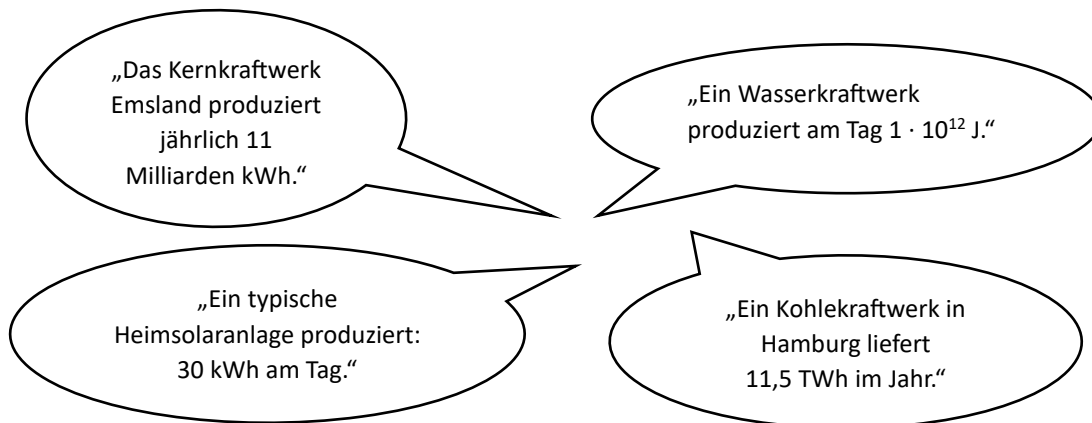 „Das Kernkraftwerk
Emsland produziert
jährlich 11
Milliarden kWh.“
„Ein Wasserkraftwerk
produziert am Tag 1 · 10¹² J.“
„Ein typische
Heimsolaranlage produziert:
30 kWh am Tag.“
„Ein Kohlekraftwerk in
Hamburg liefert
11,5 TWh im Jahr.“